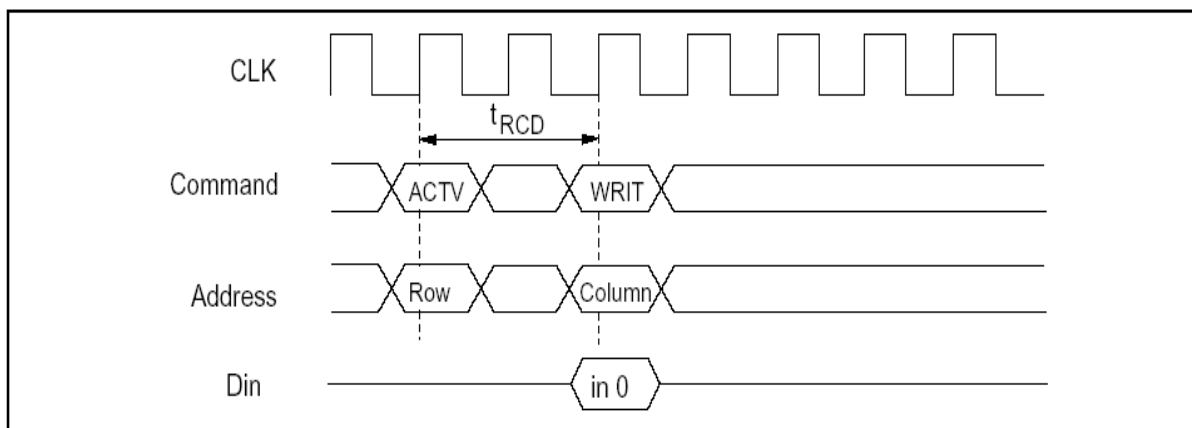 CLK
tRCD
Command ACTV WRIT
Address Row Column
Din in 0